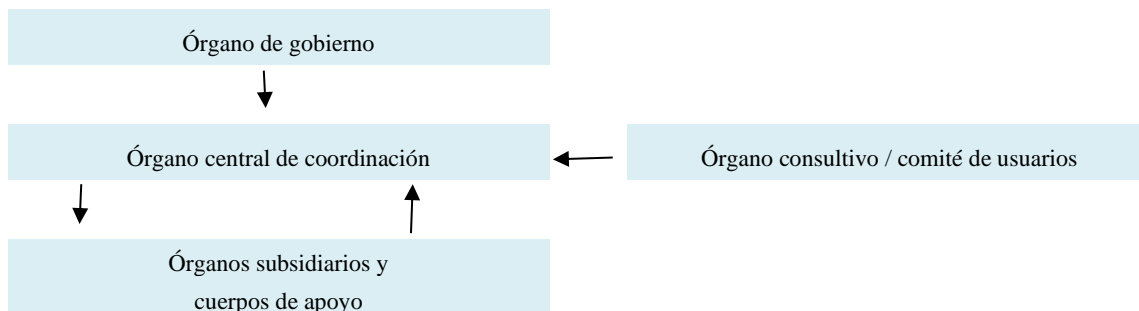 Órgano de gobierno
Órgano central de coordinación
Órgano consultivo / comité de usuarios
Órganos subsidiarios y
cuerpos de apoyo